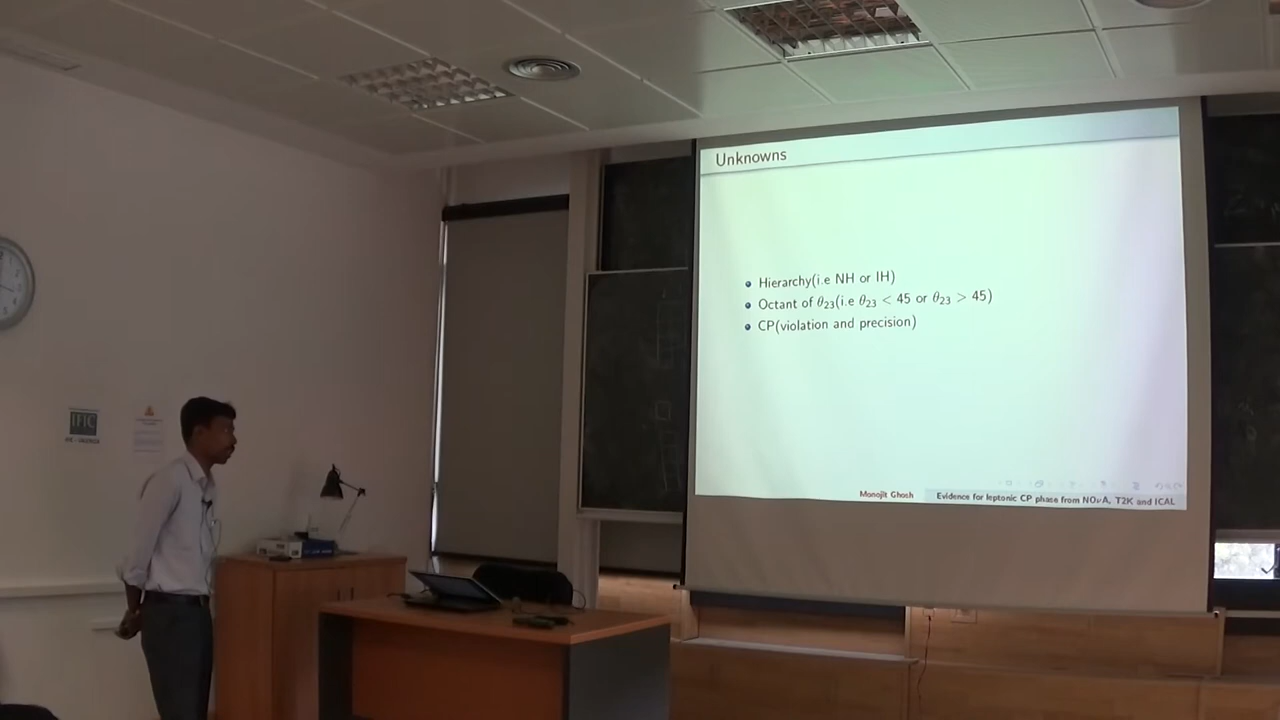 Unknowns
Hierarchy(i.e NH or IH)
Octant of θ23(i.e θ23 < 45 or θ23 > 45)
CP(violation and precision)
Monojit Ghosh
Evidence for leptonic CP phase from NOνA, T2K and ICAL
IFIC